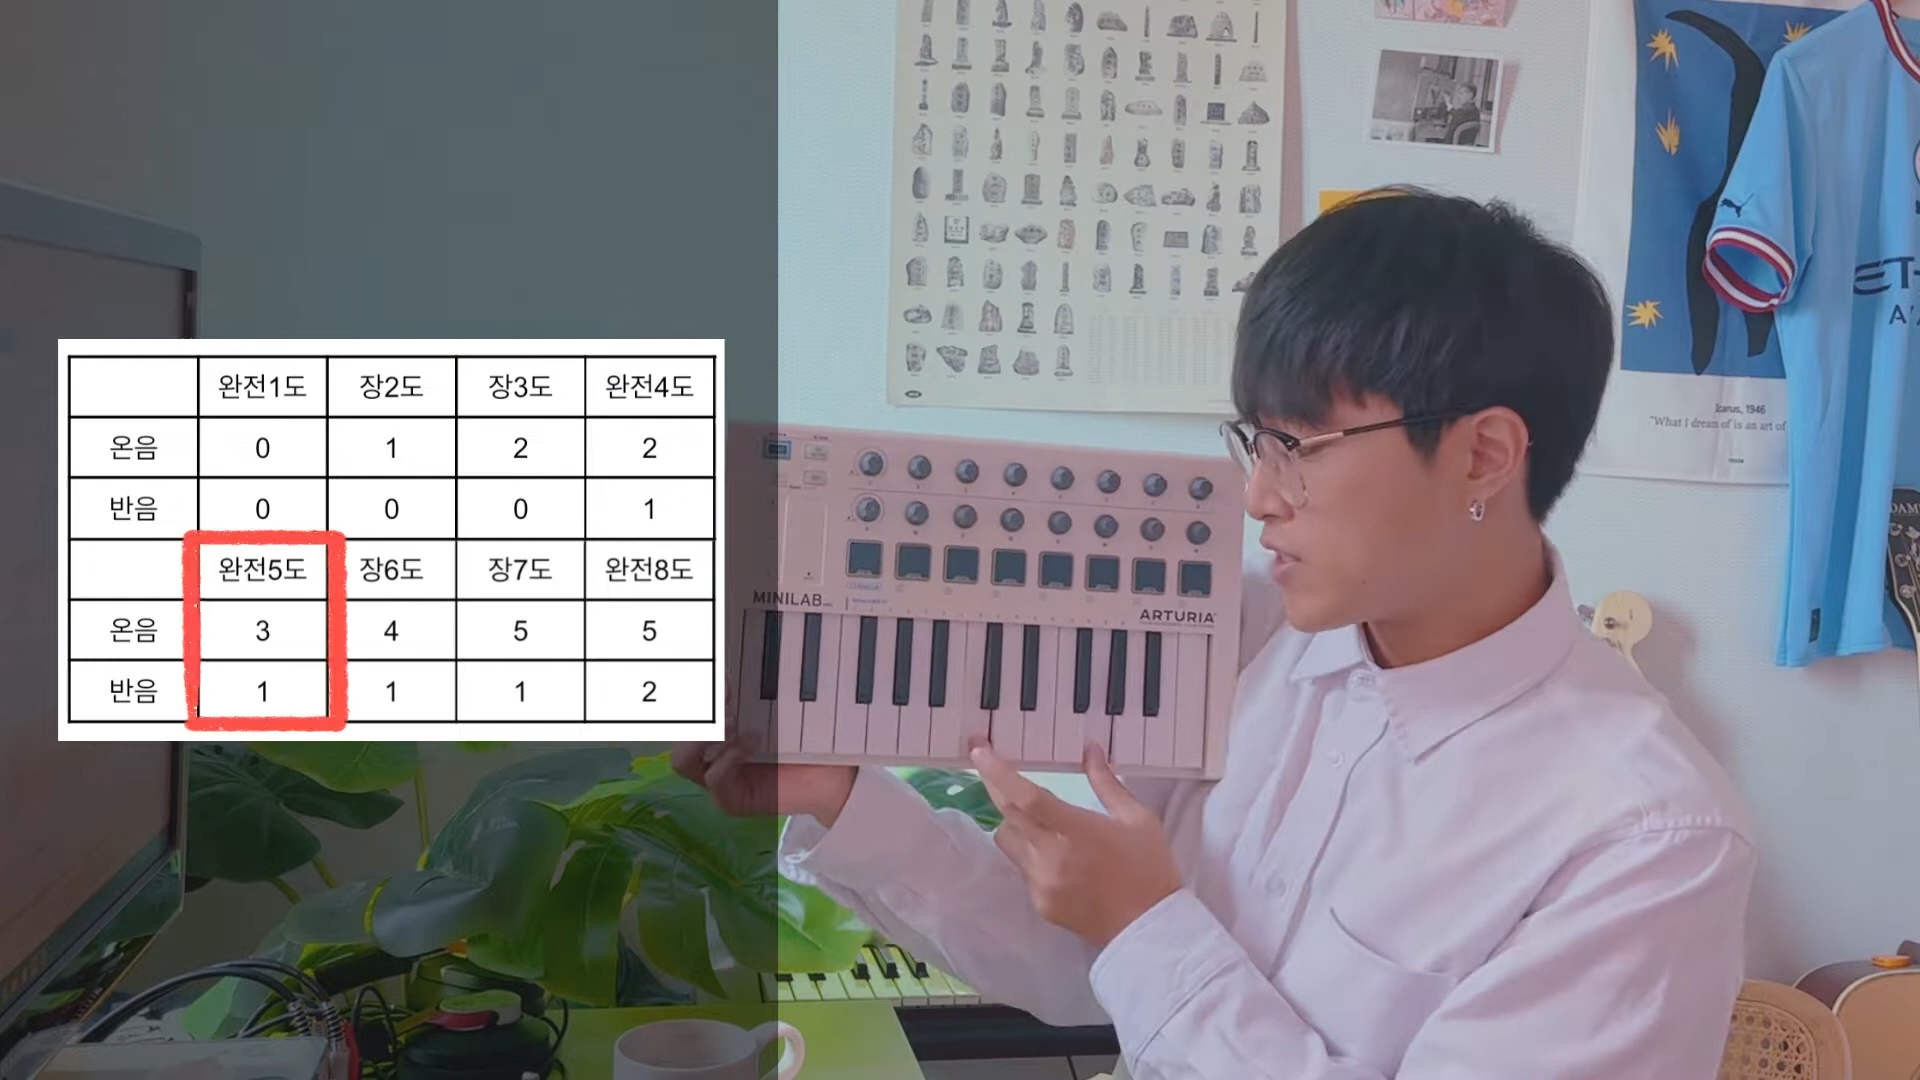 완전1도 장2도 장3도 완전4도
온음 0 1 2 2
반음 0 0 0 1
완전5도 장6도 장7도 완전8도
온음 3 4 5 5
반음 1 1 1 2
MINILAB
ARTURIA
Icarus, 1946
"What I dream of is an art of